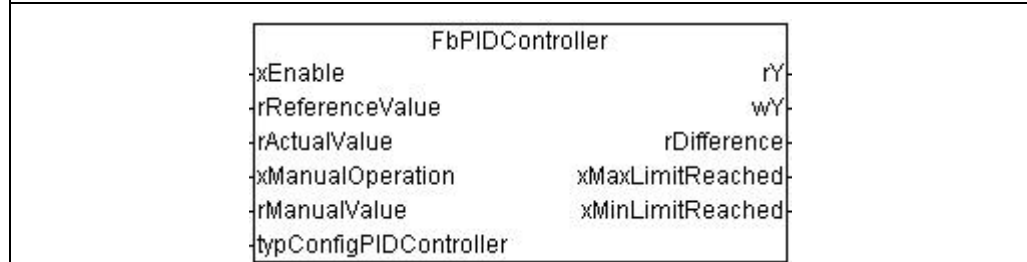 FbPIDController
xEnable rY
rReferenceValue wY
rActualValue rDifference
xManualOperation xMaxLimitReached
rManualValue xMinLimitReached
typConfigPIDController